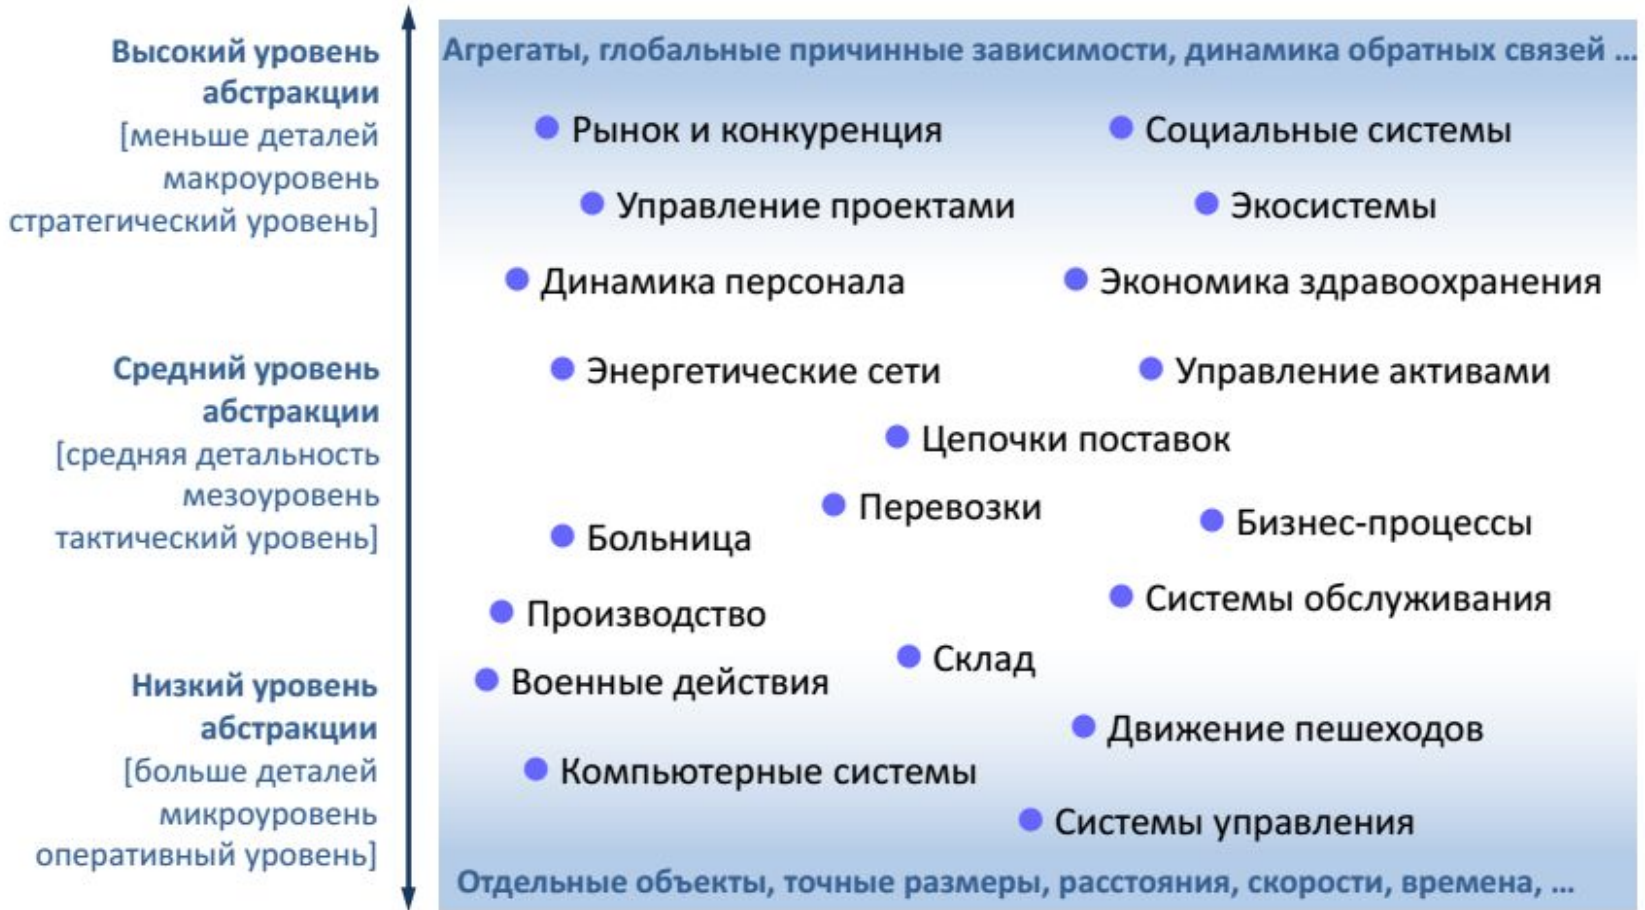 Высокий уровень
абстракции
[меньше деталей
макроуровень
стратегический уровень]
Средний уровень
абстракции
[средняя детальность
мезоуровень
тактический уровень]
Низкий уровень
абстракции
[больше деталей
микроуровень
оперативный уровень]
Агрегаты, глобальные причинные зависимости, динамика обратных связей ...
Рынок и конкуренция
Социальные системы
Управление проектами
Экосистемы
Динамика персонала
Экономика здравоохранения
Энергетические сети
Управление активами
Цепочки поставок
Перевозки
Бизнес-процессы
Больница
Системы обслуживания
Производство
Склад
Военные действия
Движение пешеходов
Компьютерные системы
Системы управления
Отдельные объекты, точные размеры, расстояния, скорости, времена, ...